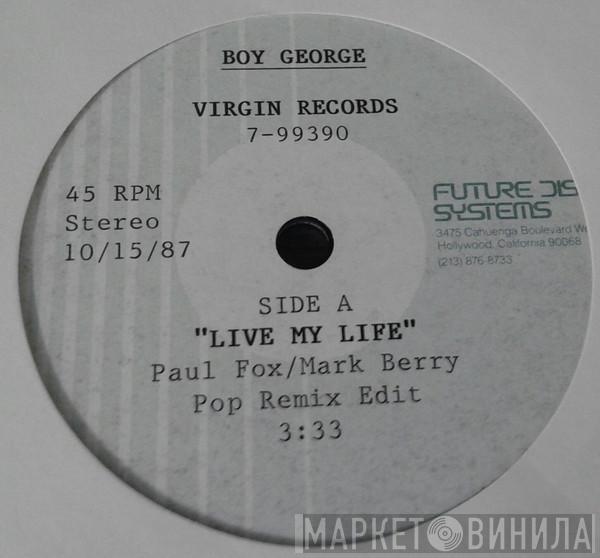 BOY GEORGE
VIRGIN RECORDS
7-99390
45 RPM
Stereo
10/15/87
FUTURE DIS
SYSTEMS
3475 Cahuenga Boulevard We
Hollywood, California 90068
(213) 876-8733
SIDE A
"LIVE MY LIFE"
Paul Fox/Mark Berry
Pop Remix Edit
3:33
МАРКЕТ ВИНИЛА